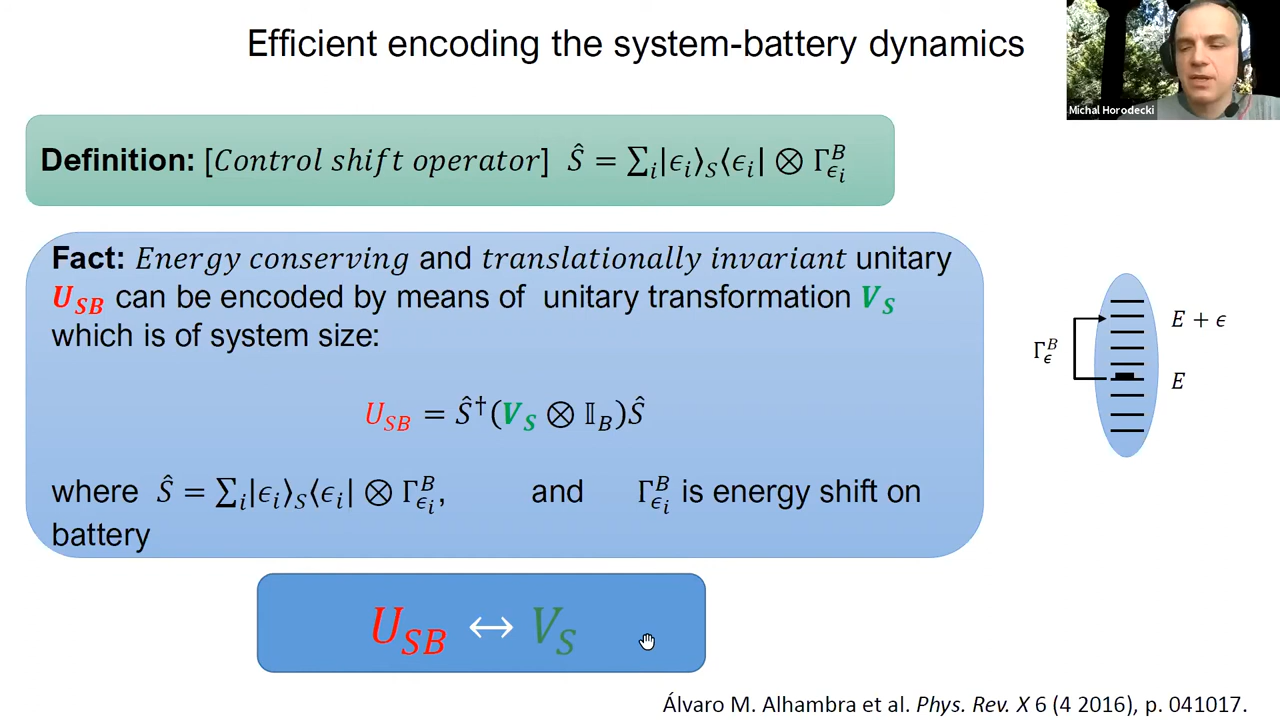 Efficient encoding the system-battery dynamics
Michal Horodecki
Definition: [Control shift operator] Ŝ = ∑ᵢ|ϵᵢ⟩_S⟨ϵᵢ| ⊗ Γ^B_ϵᵢ
Fact: Energy conserving and translationally invariant unitary
U_SB can be encoded by means of unitary transformation V_S
which is of system size:
U_SB = Ŝ†(V_S ⊗ 𝕀_B)Ŝ
where Ŝ = ∑ᵢ|ϵᵢ⟩_S⟨ϵᵢ| ⊗ Γ^B_ϵᵢ, and Γ^B_ϵᵢ is energy shift on
battery
E + ϵ
Γ^B_ϵ
E
U_SB ↔ V_S
Álvaro M. Alhambra et al. Phys. Rev. X 6 (4 2016), p. 041017.